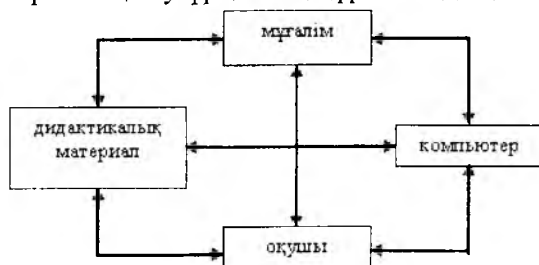 мұғалім
дидактикалық
материал
компьютер
оқушы